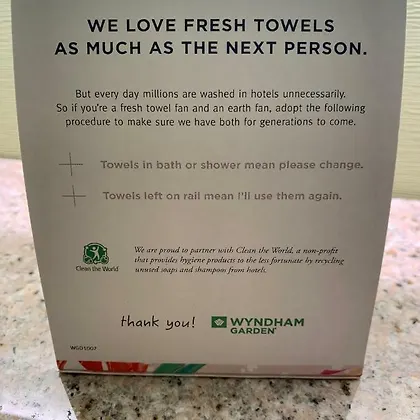 WE LOVE FRESH TOWELS
AS MUCH AS THE NEXT PERSON.
But every day millions are washed in hotels unnecessarily.
So if you're a fresh towel fan and an earth fan, adopt the following
procedure to make sure we have both for generations to come.
Towels in bath or shower mean please change.
Towels left on rail mean I'll use them again.
Clean the World
We are proud to partner with Clean the World, a non-profit
that provides hygiene products to the less fortunate by recycling
unused soaps and shampoo from hotels.
thank you!
WYNDHAM
GARDEN
WG01007